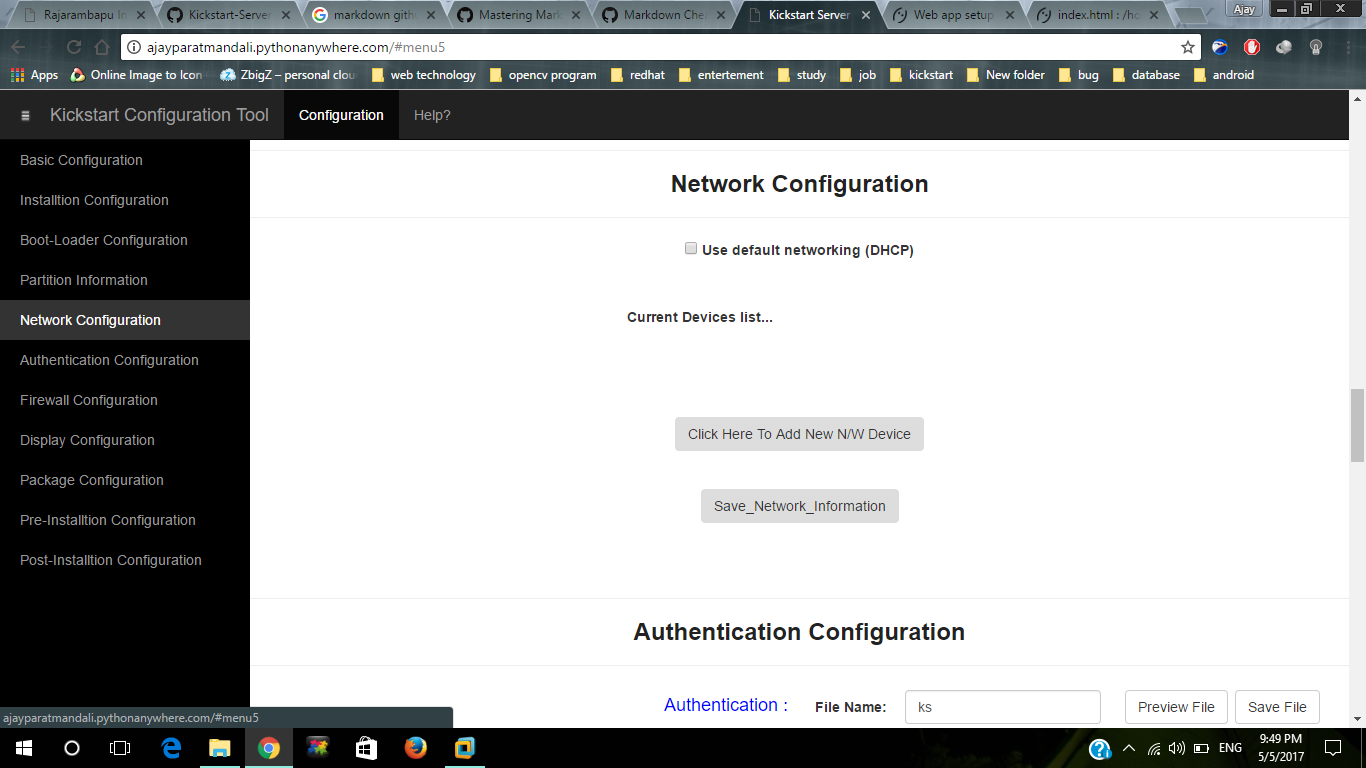 Rajarambapu In
Kickstart-Server
markdown gith
Mastering Mark
Markdown Chea
Kickstart Server
Web app setup
index.html : /ho
Ajay
ajayparatmandali.pythonanywhere.com/#menu5
Apps
Online Image to Icon
ZbigZ – personal clou
web technology
opencv program
redhat
entertement
study
job
kickstart
New folder
bug
database
android
Kickstart Configuration Tool
Configuration
Help?
Basic Configuration
Installtion Configuration
Boot-Loader Configuration
Partition Information
Network Configuration
Authentication Configuration
Firewall Configuration
Display Configuration
Package Configuration
Pre-Installtion Configuration
Post-Installtion Configuration
Network Configuration
Use default networking (DHCP)
Current Devices list...
Click Here To Add New N/W Device
Save_Network_Information
Authentication Configuration
Authentication :
File Name:
ks
Preview File
Save File
ajayparatmandali.pythonanywhere.com/#menu5
ENG
9:49 PM
5/5/2017